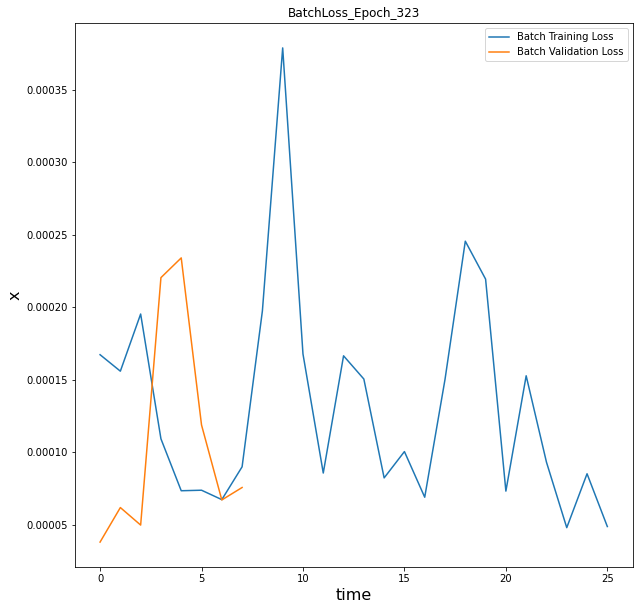 BatchLoss_Epoch_323
Batch Training Loss
Batch Validation Loss
0.00035
0.00030
0.00025
0.00020
0.00015
0.00010
0.00005
x
0 5 10 15 20 25
time